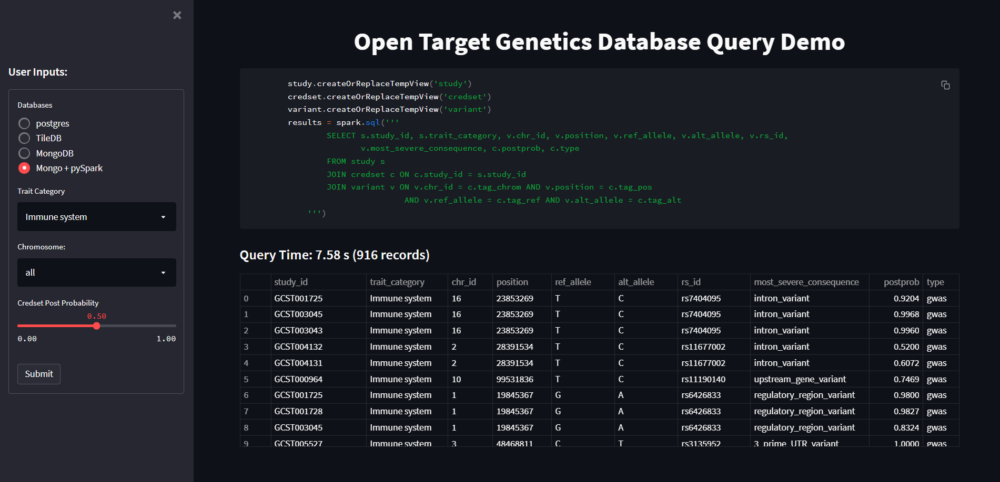 User Inputs:
Databases
postgres
TileDB
MongoDB
Mongo + pySpark
Trait Category
Immune system
Chromosome:
all
Credset Post Probability
0.50
0.00 1.00
Submit
Open Target Genetics Database Query Demo
study.createOrReplaceTempView('study')
credset.createOrReplaceTempView('credset')
variant.createOrReplaceTempView('variant')
results = spark.sql('''
SELECT s.study_id, s.trait_category, v.chr_id, v.position, v.ref_allele, v.alt_allele, v.rs_id,
v.most_severe_consequence, c.postprob, c.type
FROM study s
JOIN credset c ON c.study_id = s.study_id
JOIN variant v ON v.chr_id = c.tag_chrom AND v.position = c.tag_pos
AND v.ref_allele = c.tag_ref AND v.alt_allele = c.tag_alt
''')
Query Time: 7.58 s (916 records)
study_id trait_category chr_id position ref_allele alt_allele rs_id most_severe_consequence postprob type
0 GCST001725 Immune system 16 23853269 T C rs7404095 intron_variant 0.9204 gwas
1 GCST003045 Immune system 16 23853269 T C rs7404095 intron_variant 0.9968 gwas
2 GCST003043 Immune system 16 23853269 T C rs7404095 intron_variant 0.9960 gwas
3 GCST004132 Immune system 2 28391534 T C rs11677002 intron_variant 0.5200 gwas
4 GCST004131 Immune system 2 28391534 T C rs11677002 intron_variant 0.6072 gwas
5 GCST000964 Immune system 10 99531836 T C rs11190140 upstream_gene_variant 0.7469 gwas
6 GCST001725 Immune system 1 19845367 G A rs6426833 regulatory_region_variant 0.9800 gwas
7 GCST001728 Immune system 1 19845367 G A rs6426833 regulatory_region_variant 0.9827 gwas
8 GCST003045 Immune system 1 19845367 G A rs6426833 regulatory_region_variant 0.8324 gwas
9 GCST005527 Immune system 3 48468811 C T rs3135952 3_prime_UTR_variant 1.0000 gwas